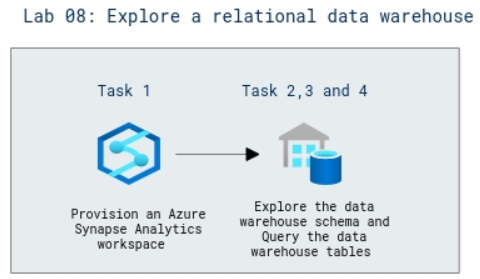 Lab 08: Explore a relational data warehouse
Task 1
Task 2,3 and 4
Provision an Azure
Synapse Analytics
workspace
Explore the data
warehouse schema and
Query the data
warehouse tables